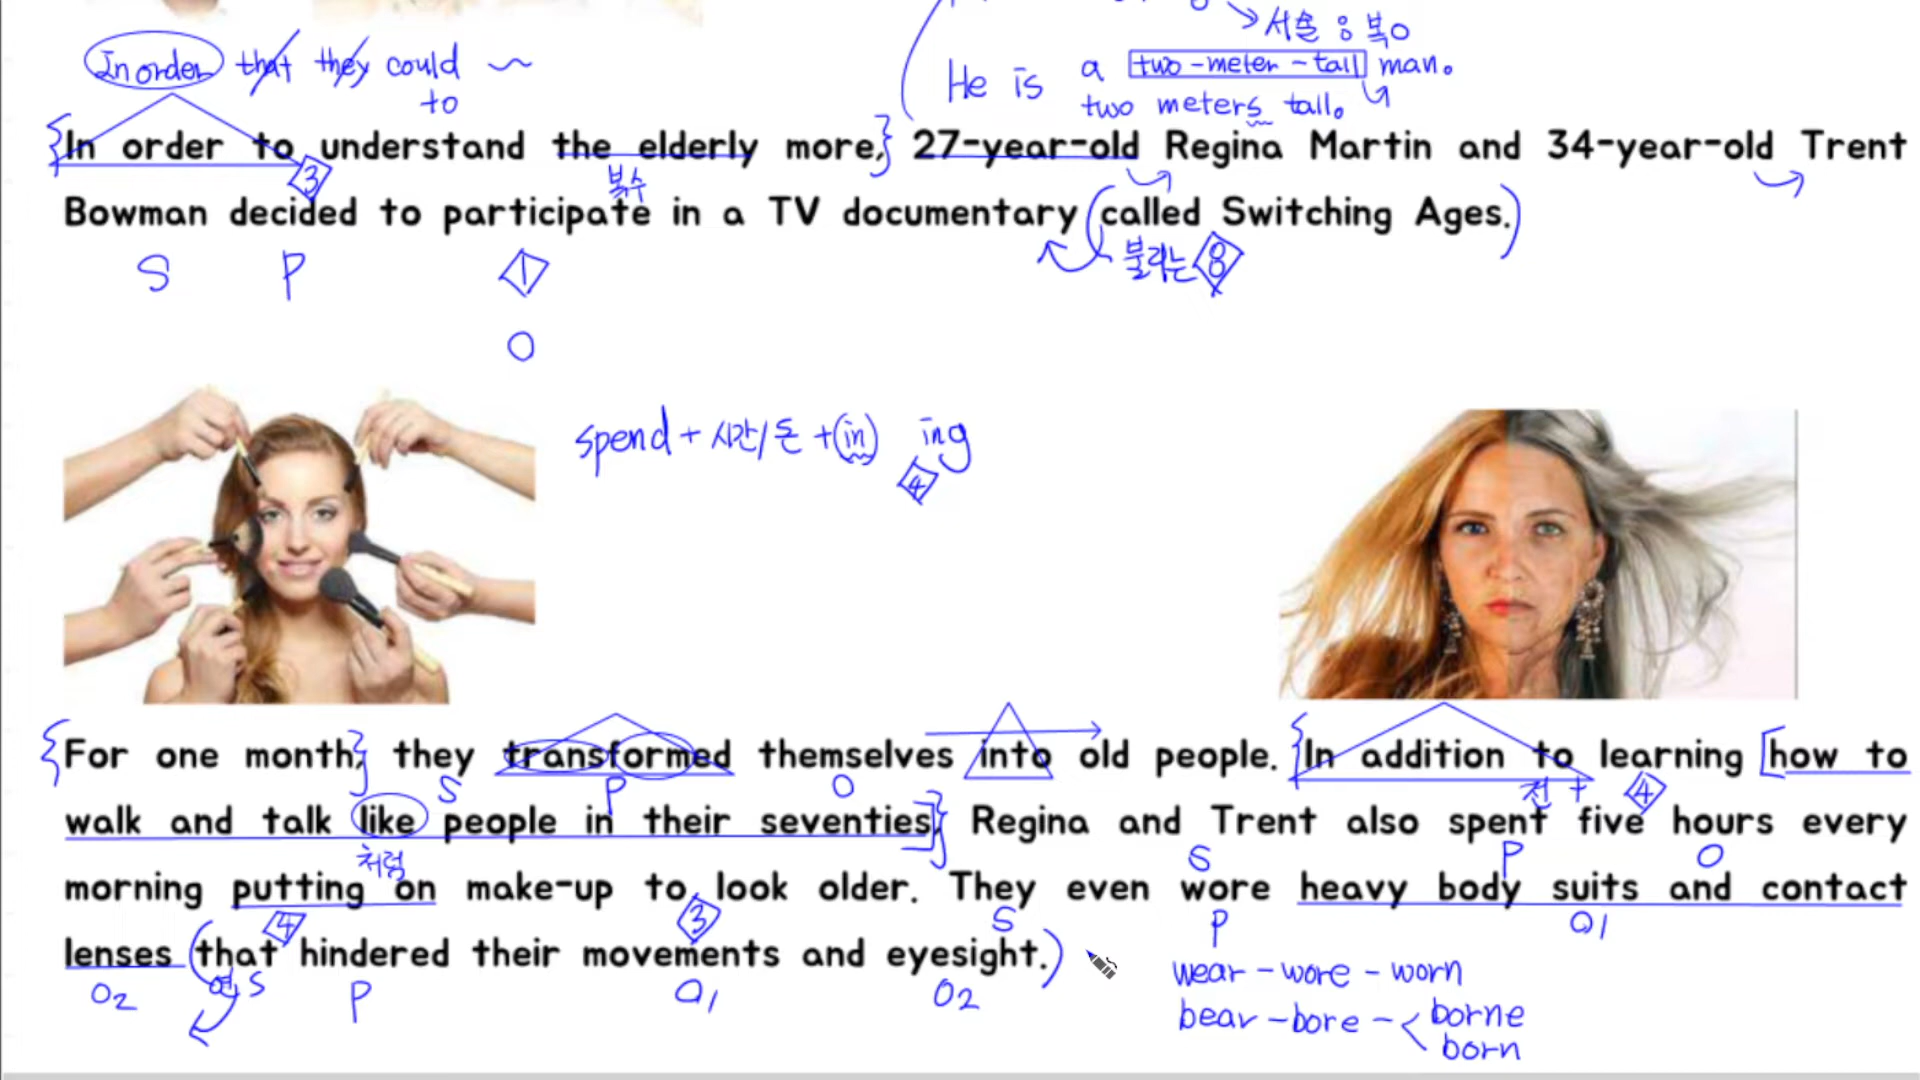 → 서술 응 복O
In order that they could ~
to
He is a two-meter-tall man.
two meters tall.
{In order to understand the elderly more,} 27-year-old Regina Martin and 34-year-old Trent
3
복수
Bowman decided to participate in a TV documentary (called Switching Ages.)
S P 1 불리는 8
O
spend + 시간/돈 + (in) ing
4
{For one month,} they transformed themselves into old people. {In addition to learning [how to
S P O 전 + 4
walk and talk like people in their seventies]}, Regina and Trent also spent five hours every
처럼 S P O
morning putting on make-up to look older. They even wore heavy body suits and contact
4 3 S P O1
lenses (that hindered their movements and eyesight.)
O2 S P O1 O2
wear - wore - worn
bear - bore - < borne
born